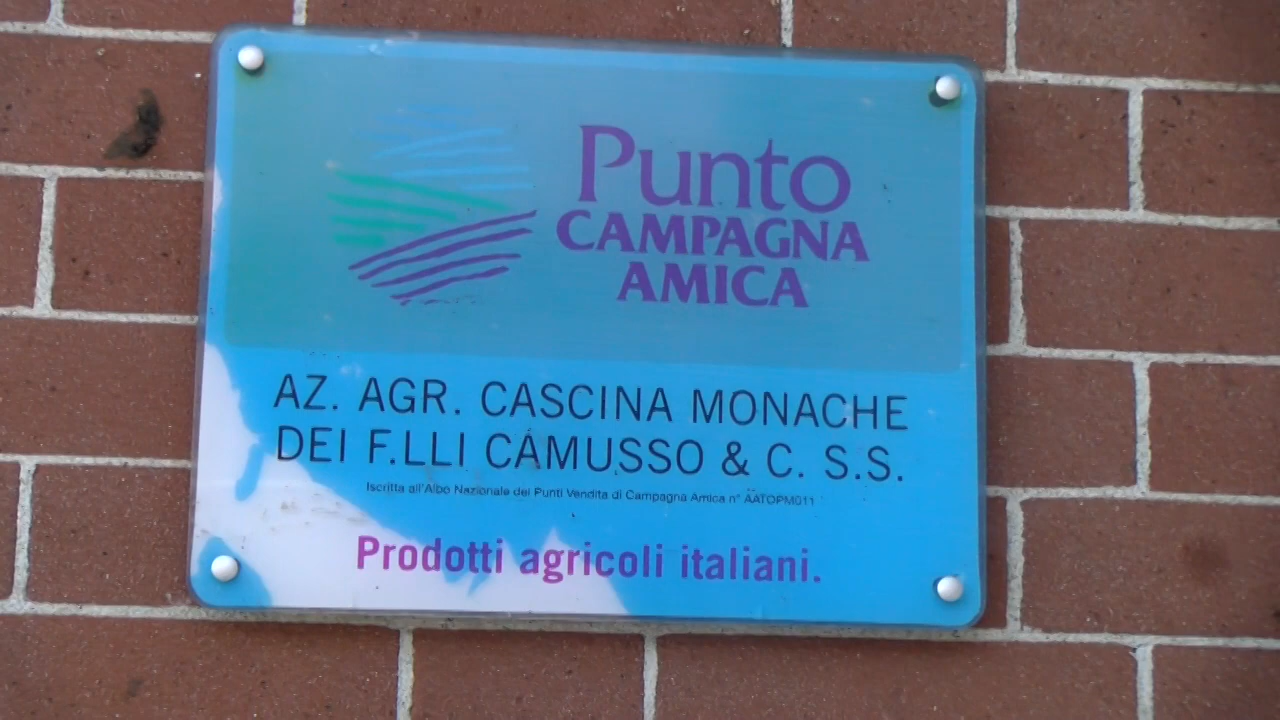 Punto
CAMPAGNA
AMICA
AZ. AGR. CASCINA MONACHE
DEI F.LLI CAMUSSO & C. S.S.
Iscritta all'Albo Nazionale dei Punti Vendita di Campagna Amica n° AATOPM011
Prodotti agricoli italiani.